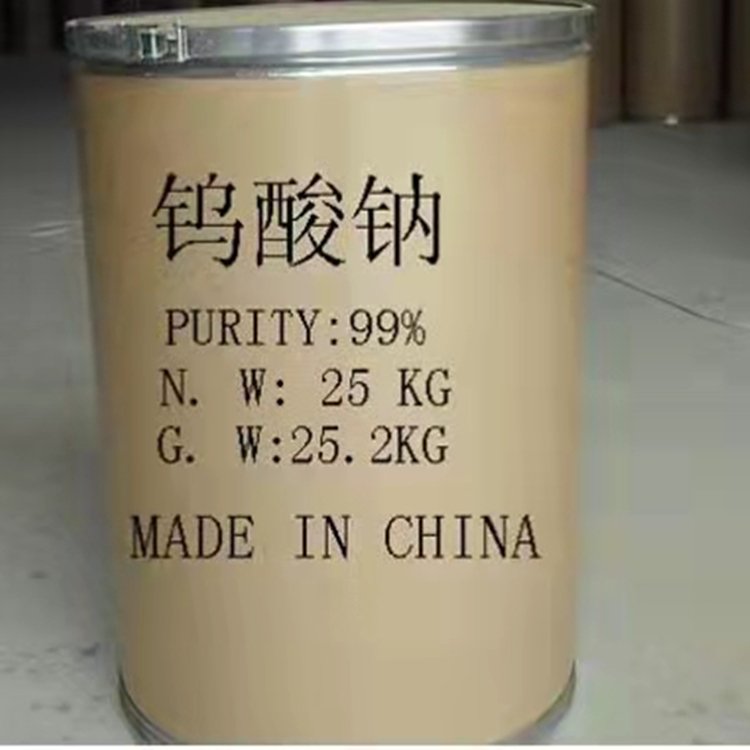 钨酸钠
PURITY:99%
N. W: 25 KG
G. W:25.2KG
MADE IN CHINA